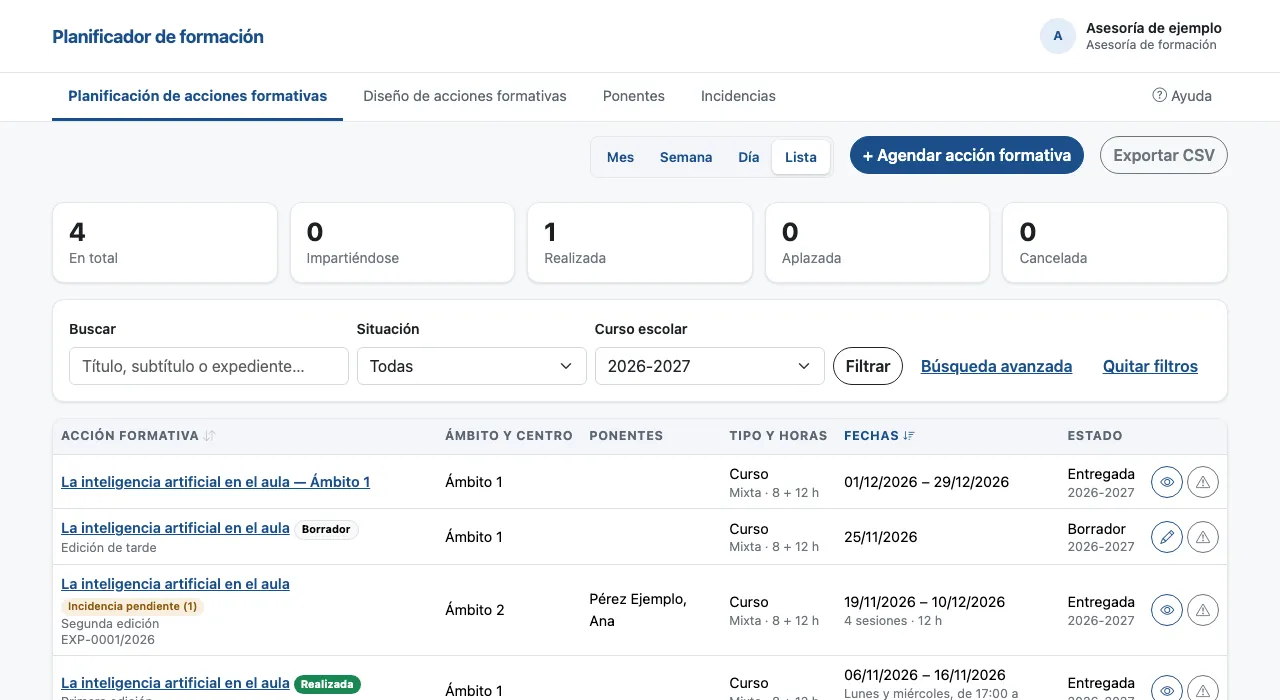 Planificador de formación
A
Asesoría de ejemplo
Asesoría de formación
Planificación de acciones formativas
Diseño de acciones formativas
Ponentes
Incidencias
? Ayuda
Mes
Semana
Día
Lista
+ Agendar acción formativa
Exportar CSV
4
En total
0
Impartiéndose
1
Realizada
0
Aplazada
0
Cancelada
Buscar
Situación
Curso escolar
Título, subtítulo o expediente...
Todas
2026-2027
Filtrar
Búsqueda avanzada
Quitar filtros
ACCIÓN FORMATIVA
ÁMBITO Y CENTRO
PONENTES
TIPO Y HORAS
FECHAS
ESTADO
La inteligencia artificial en el aula — Ámbito 1
Ámbito 1
Curso
Mixta · 8 + 12 h
01/12/2026 – 29/12/2026
Entregada
2026-2027
La inteligencia artificial en el aula Borrador
Edición de tarde
Ámbito 1
Curso
Mixta · 8 + 12 h
25/11/2026
Borrador
2026-2027
La inteligencia artificial en el aula
Incidencia pendiente (1)
Segunda edición
EXP-0001/2026
Ámbito 2
Pérez Ejemplo,
Ana
Curso
Mixta · 8 + 12 h
19/11/2026 – 10/12/2026
4 sesiones · 12 h
Entregada
2026-2027
La inteligencia artificial en el aula Realizada
Primera edición
Ámbito 1
Curso
Mixta · 8 + 12 h
06/11/2026 – 16/11/2026
Lunes y miércoles, de 17:00 a
Entregada
2026-2027